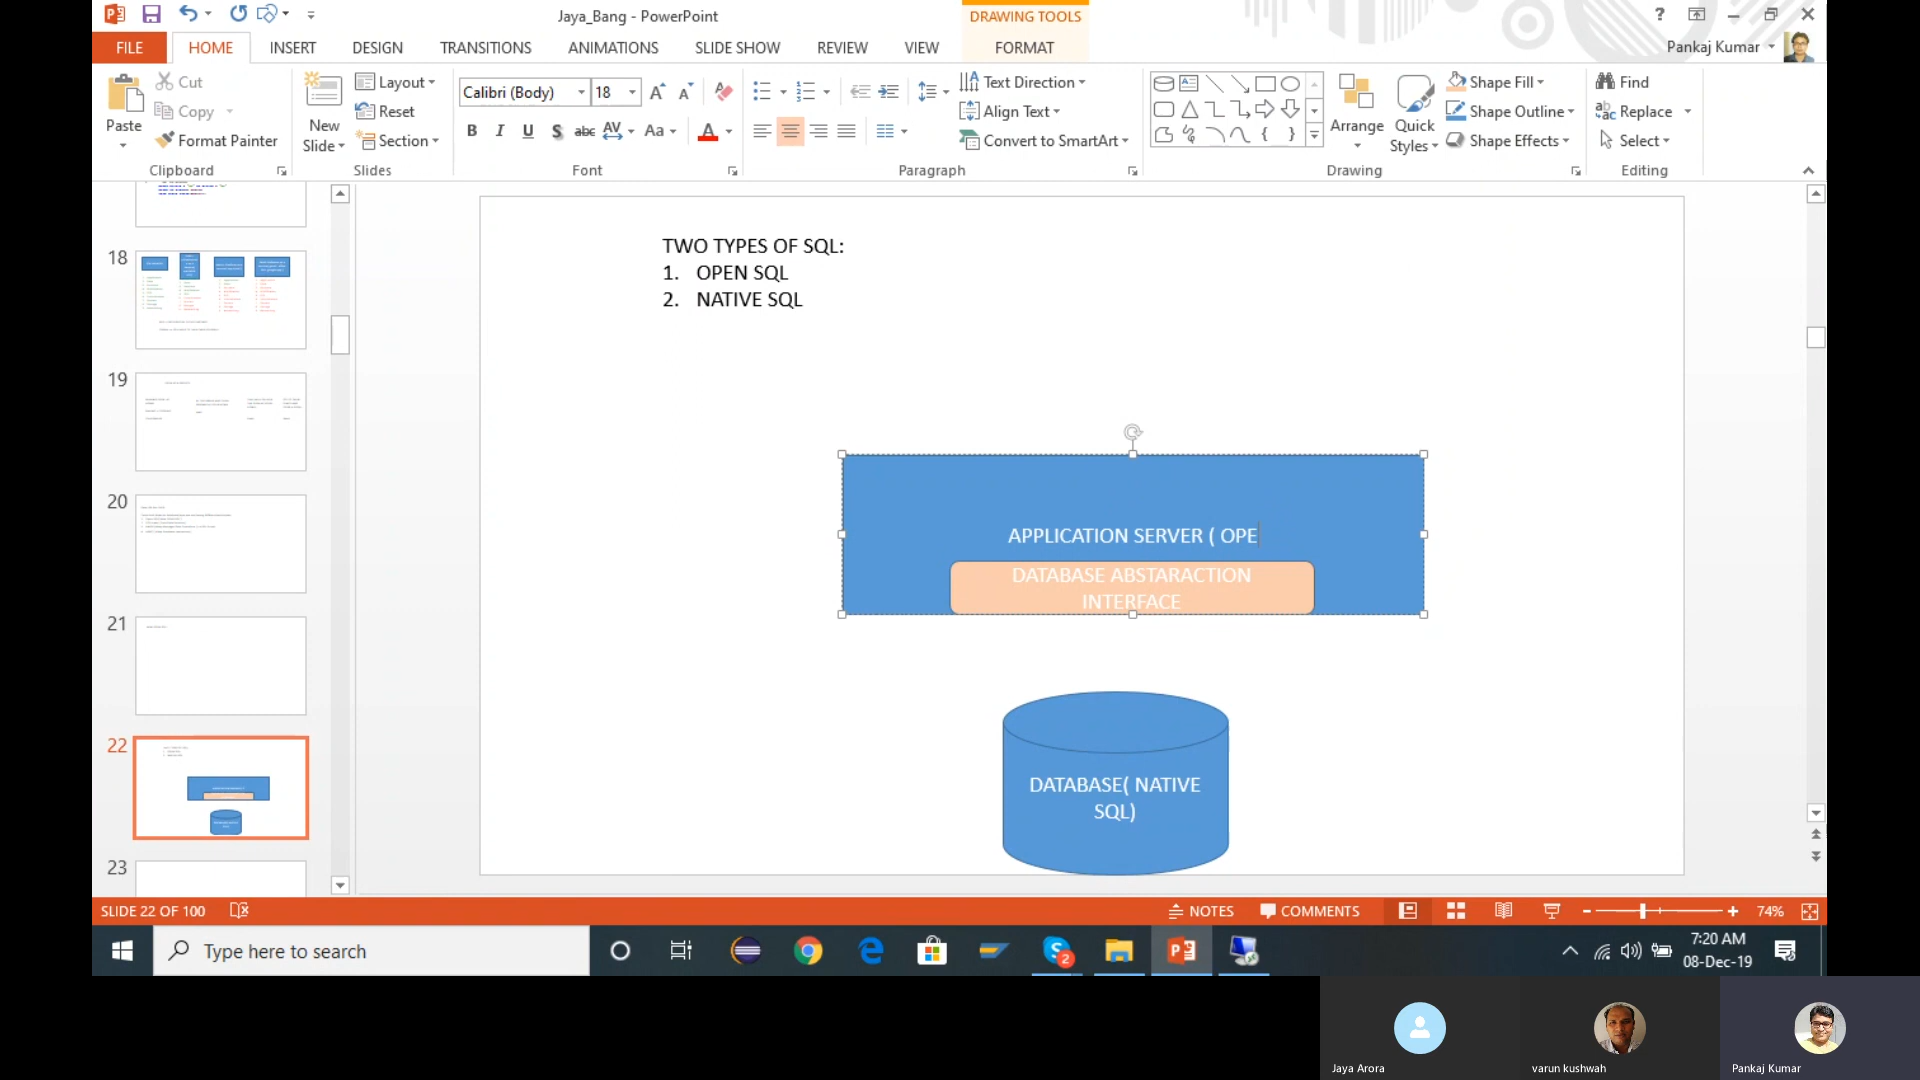 Jaya_Bang - PowerPoint
DRAWING TOOLS
?
FILE
HOME
INSERT
DESIGN
TRANSITIONS
ANIMATIONS
SLIDE SHOW
REVIEW
VIEW
FORMAT
Pankaj Kumar
Paste
Cut
Copy
Format Painter
Clipboard
New
Slide
Layout
Reset
Section
Slides
Calibri (Body)
18
B I U S abc AV Aa A
Font
Text Direction
Align Text
Convert to SmartArt
Paragraph
Arrange
Quick
Styles
Shape Fill
Shape Outline
Shape Effects
Drawing
Find
Replace
Select
Editing
18
19
20
21
22
23
TWO TYPES OF SQL:
1. OPEN SQL
2. NATIVE SQL
APPLICATION SERVER ( OPE
DATABASE ABSTARACTION
INTERFACE
DATABASE( NATIVE
SQL)
SLIDE 22 OF 100
NOTES
COMMENTS
74%
Type here to search
2
7:20 AM
08-Dec-19
Jaya Arora
varun kushwah
Pankaj Kumar